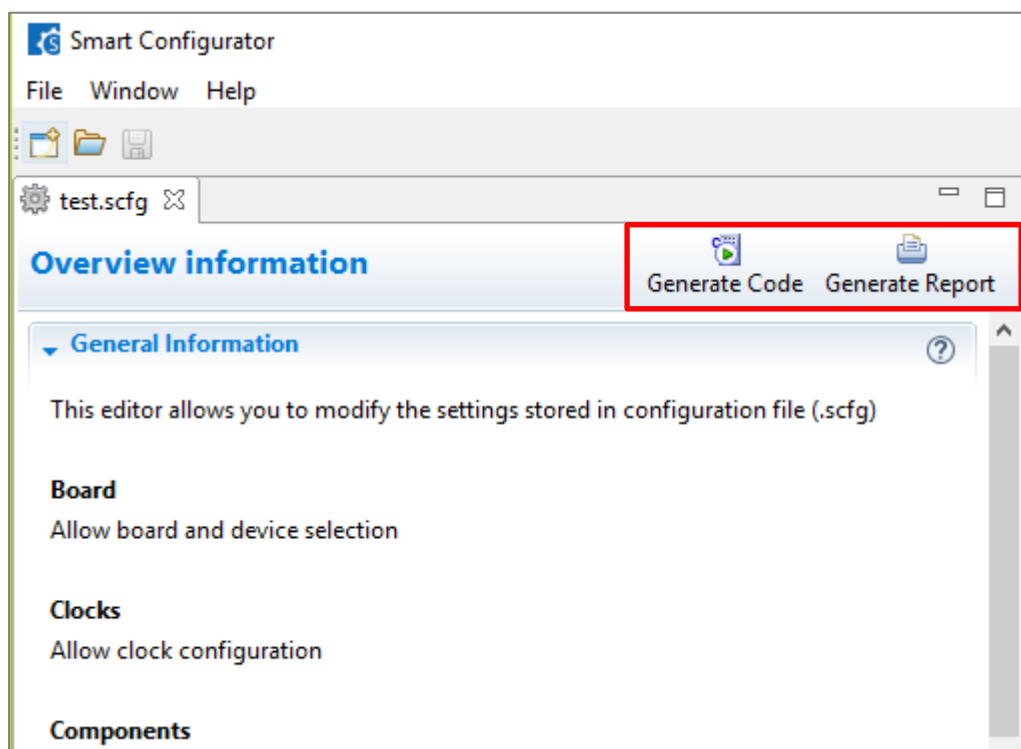 Smart Configurator
File Window Help
test.scfg
Overview information
Generate Code Generate Report
General Information
This editor allows you to modify the settings stored in configuration file (.scfg)
Board
Allow board and device selection
Clocks
Allow clock configuration
Components